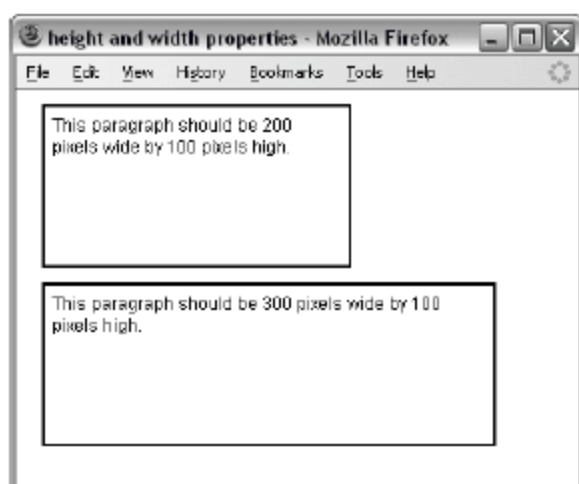 height and width properties - Mozilla Firefox
File Edit View History Bookmarks Tools Help
This paragraph should be 200
pixels wide by 100 pixels high.
This paragraph should be 300 pixels wide by 100
pixels high.